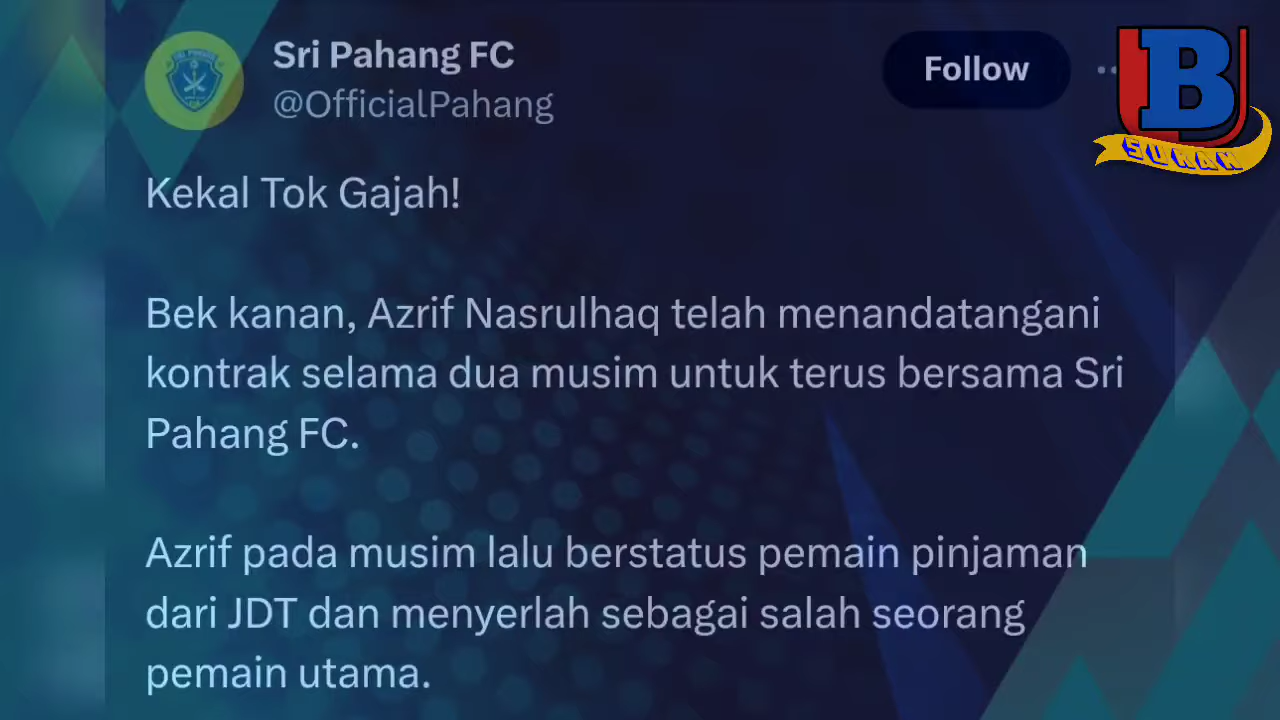 Sri Pahang FC
@OfficialPahang
Follow
Kekal Tok Gajah!
Bek kanan, Azrif Nasrulhaq telah menandatangani
kontrak selama dua musim untuk terus bersama Sri
Pahang FC.
Azrif pada musim lalu berstatus pemain pinjaman
dari JDT dan menyerlah sebagai salah seorang
pemain utama.
B
SUKAN